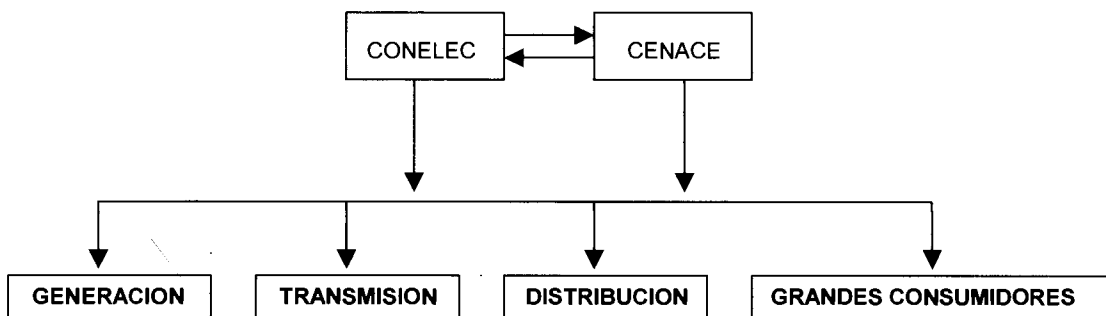 CONELEC
CENACE
GENERACION
TRANSMISION
DISTRIBUCION
GRANDES CONSUMIDORES